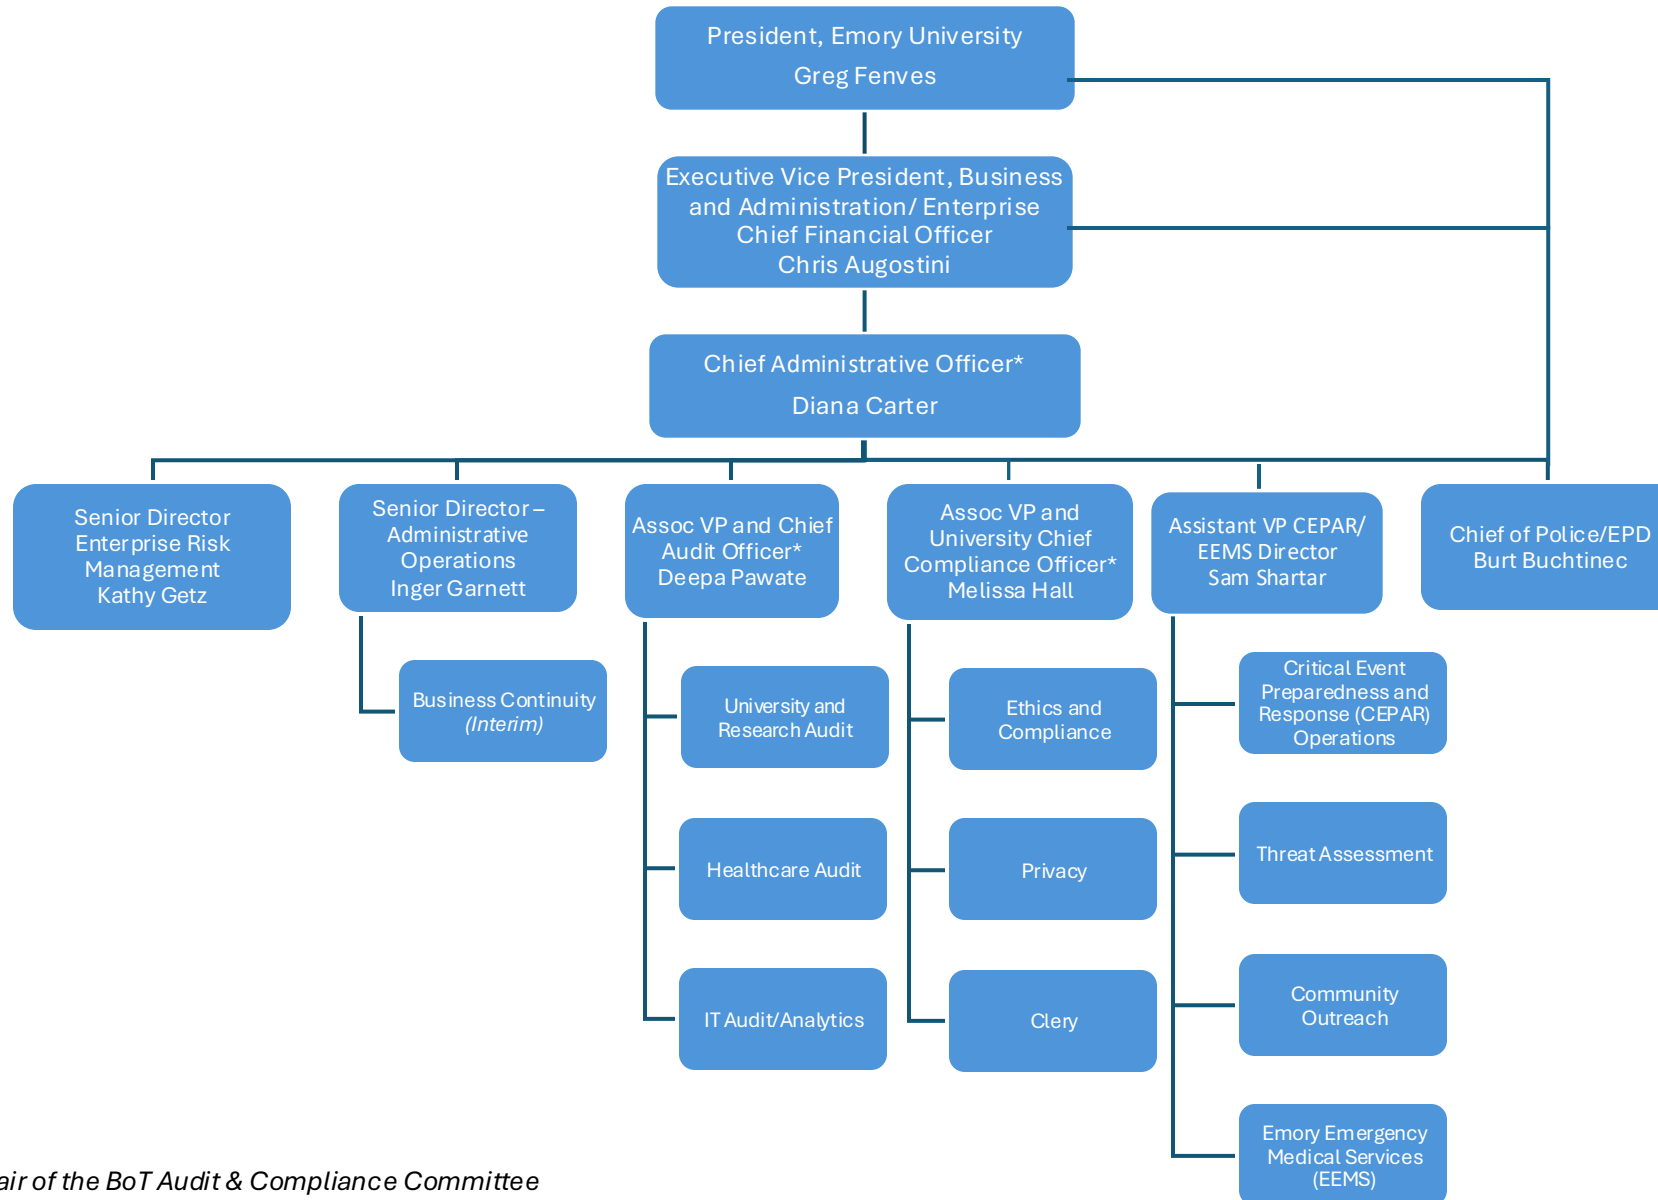 President, Emory University
Greg Fenves
Executive Vice President, Business
and Administration/ Enterprise
Chief Financial Officer
Chris Augostini
Chief Administrative Officer*
Diana Carter
Senior Director
Enterprise Risk
Management
Kathy Getz
Senior Director –
Administrative
Operations
Inger Garnett
Assoc VP and Chief
Audit Officer*
Deepa Pawate
Assoc VP and
University Chief
Compliance Officer*
Melissa Hall
Assistant VP CEPAR/
EEMS Director
Sam Shartar
Chief of Police/EPD
Burt Buchtinec
Business Continuity
(Interim)
University and
Research Audit
Healthcare Audit
IT Audit/Analytics
Ethics and
Compliance
Privacy
Clery
Critical Event
Preparedness and
Response (CEPAR)
Operations
Threat Assessment
Community
Outreach
Emory Emergency
Medical Services
(EEMS)
of the BoT Audit & Compliance Committee